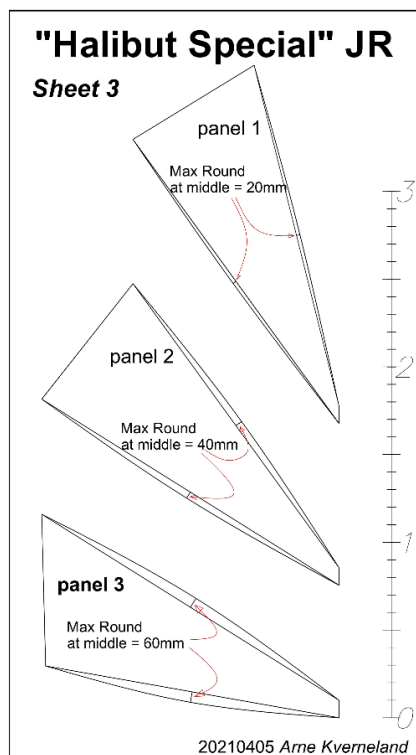 "Halibut Special" JR
Sheet 3
panel 1
Max Round
at middle = 20mm
3
panel 2
2
Max Round
at middle = 40mm
1
panel 3
Max Round
at middle = 60mm
0
20210405 Arne Kverneland